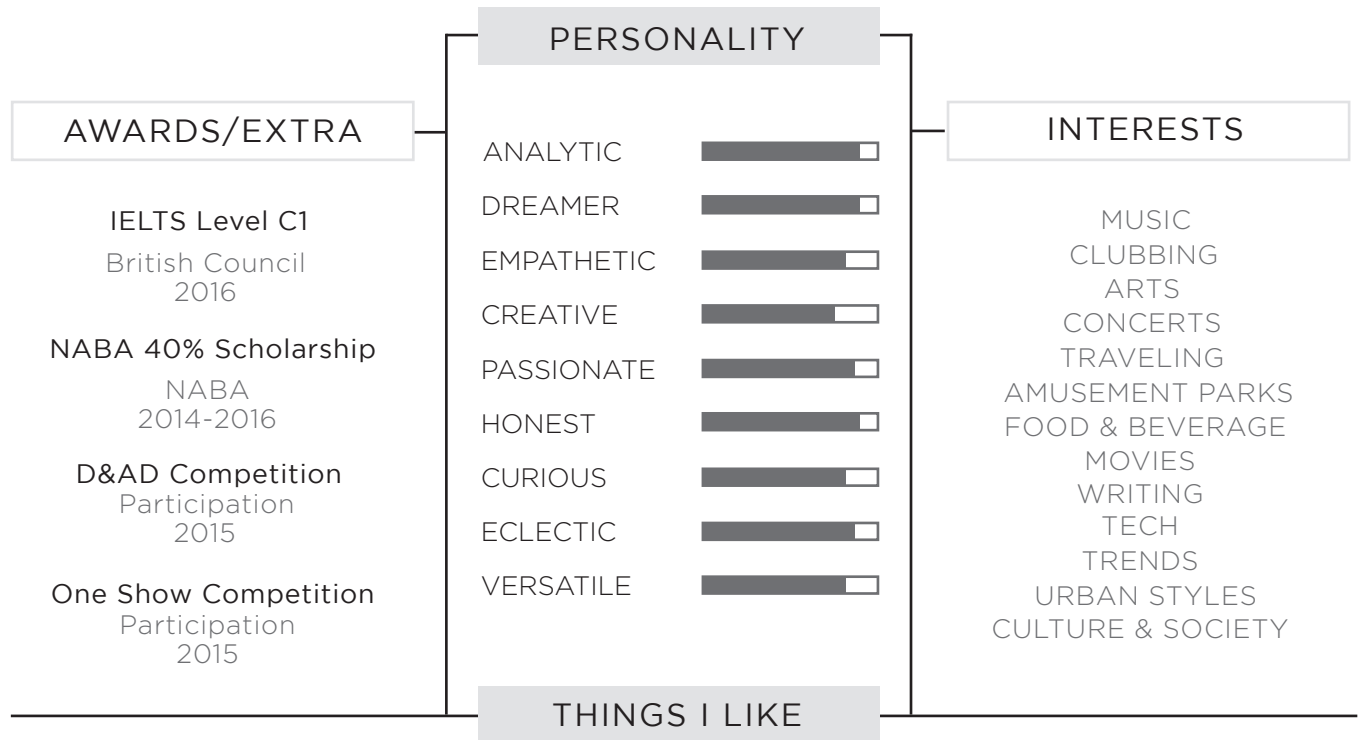 PERSONALITY
AWARDS/EXTRA
IELTS Level C1
British Council
2016
NABA 40% Scholarship
NABA
2014-2016
D&AD Competition
Participation
2015
One Show Competition
Participation
2015
ANALYTIC
DREAMER
EMPATHETIC
CREATIVE
PASSIONATE
HONEST
CURIOUS
ECLECTIC
VERSATILE
INTERESTS
MUSIC
CLUBBING
ARTS
CONCERTS
TRAVELING
AMUSEMENT PARKS
FOOD & BEVERAGE
MOVIES
WRITING
TECH
TRENDS
URBAN STYLES
CULTURE & SOCIETY
THINGS I LIKE